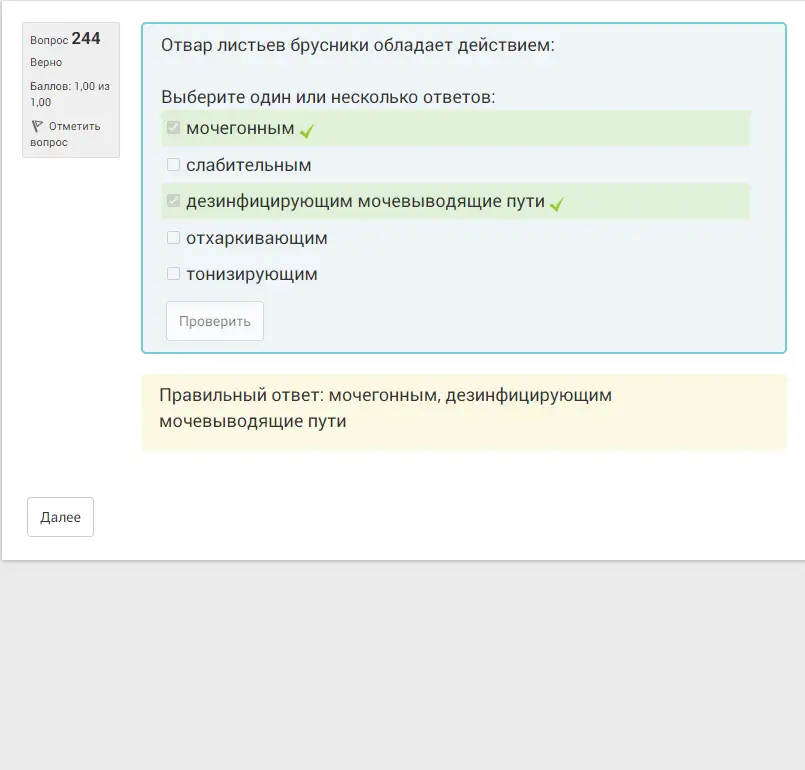 Вопрос 244
Верно
Баллов: 1,00 из
1,00
Отметить
вопрос
Отвар листьев брусники обладает действием:
Выберите один или несколько ответов:
мочегонным
слабительным
дезинфицирующим мочевыводящие пути
отхаркивающим
тонизирующим
Проверить
Правильный ответ: мочегонным, дезинфицирующим
мочевыводящие пути
Далее